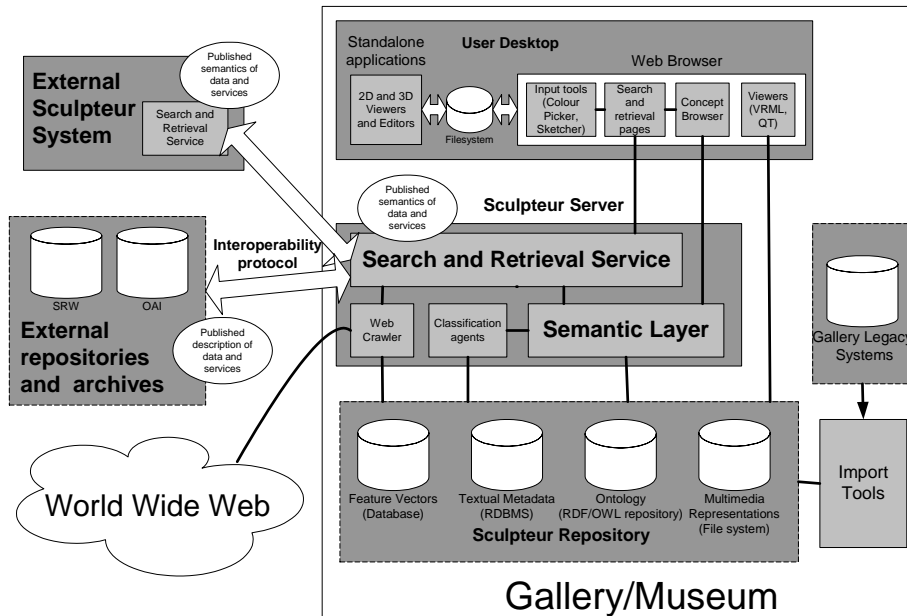 Published
semantics of
data and
services
External
Sculpteur
System
Search and
Retrieval
Service
Standalone
applications
User Desktop
Web Browser
2D and 3D
Viewers
and Editors
Filesystem
Input tools
(Colour
Picker,
Sketcher)
Search
and
retrieval
pages
Concept
Browser
Viewers
(VRML,
QT)
Published
semantics of
data and
services
Sculpteur Server
Interoperability
protocol
Search and Retrieval Service
Web
Crawler
Classification
agents
Semantic Layer
SRW
OAI
External
repositories
and archives
Published
description of
data and
services
Gallery Legacy
Systems
World Wide Web
Feature Vectors
(Database)
Textual Metadata
(RDBMS)
Ontology
(RDF/OWL repository)
Multimedia
Representations
(File system)
Sculpteur Repository
Import
Tools
Gallery/Museum